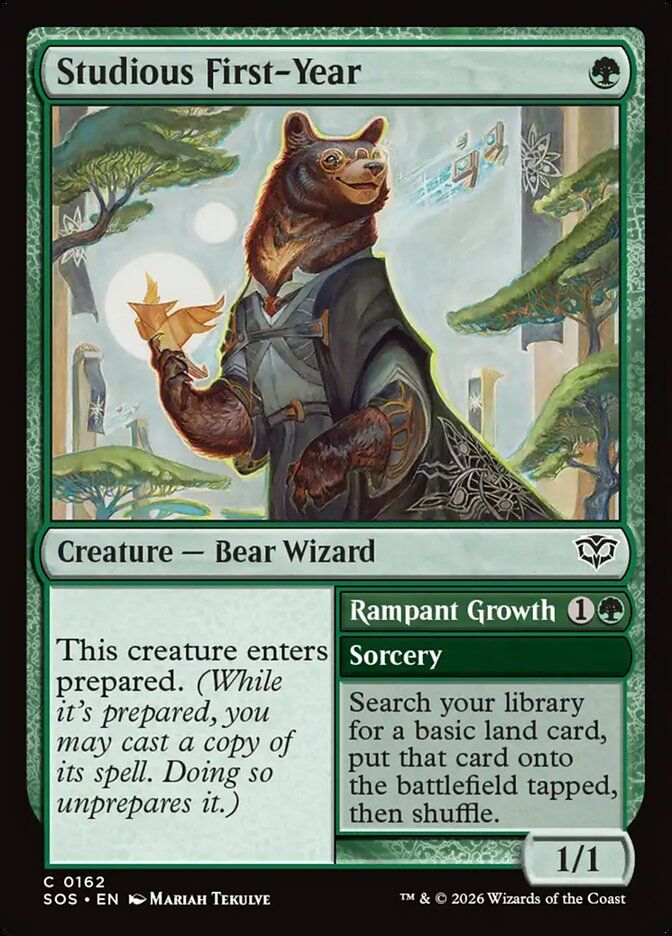 Studious First-Year
Creature — Bear Wizard
This creature enters
prepared. (While
it's prepared, you
may cast a copy of
its spell. Doing so
unprepares it.)
Rampant Growth 1
Sorcery
Search your library
for a basic land card,
put that card onto
the battlefield tapped,
then shuffle.
1/1
C 0162
SOS • EN Mariah Tekulve
™ & © 2026 Wizards of the Coast